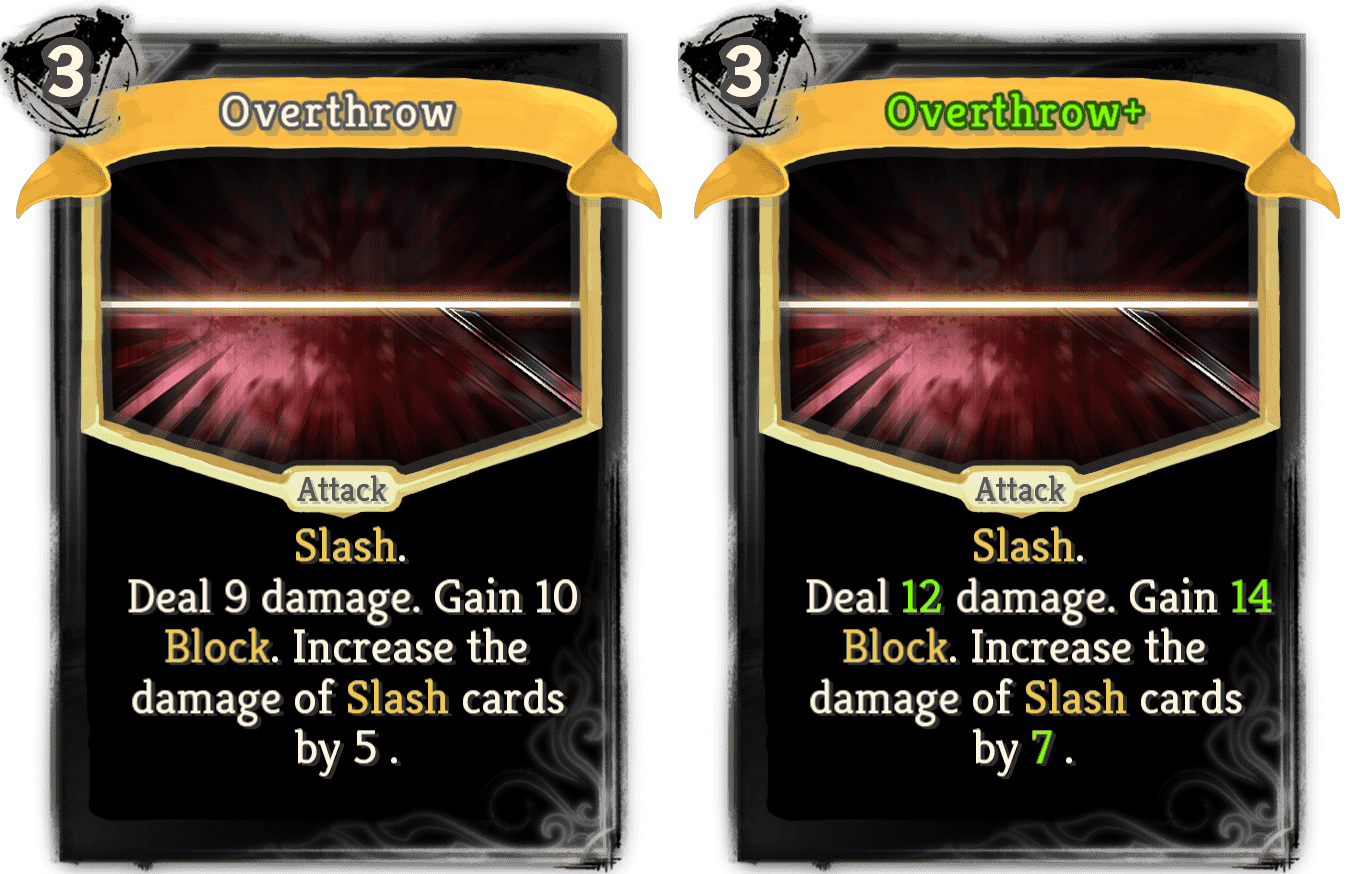 3
Overthrow
Attack
Slash.
Deal 9 damage. Gain 10
Block. Increase the
damage of Slash cards
by 5 .
3
Overthrow+
Attack
Slash.
Deal 12 damage. Gain 14
Block. Increase the
damage of Slash cards
by 7 .